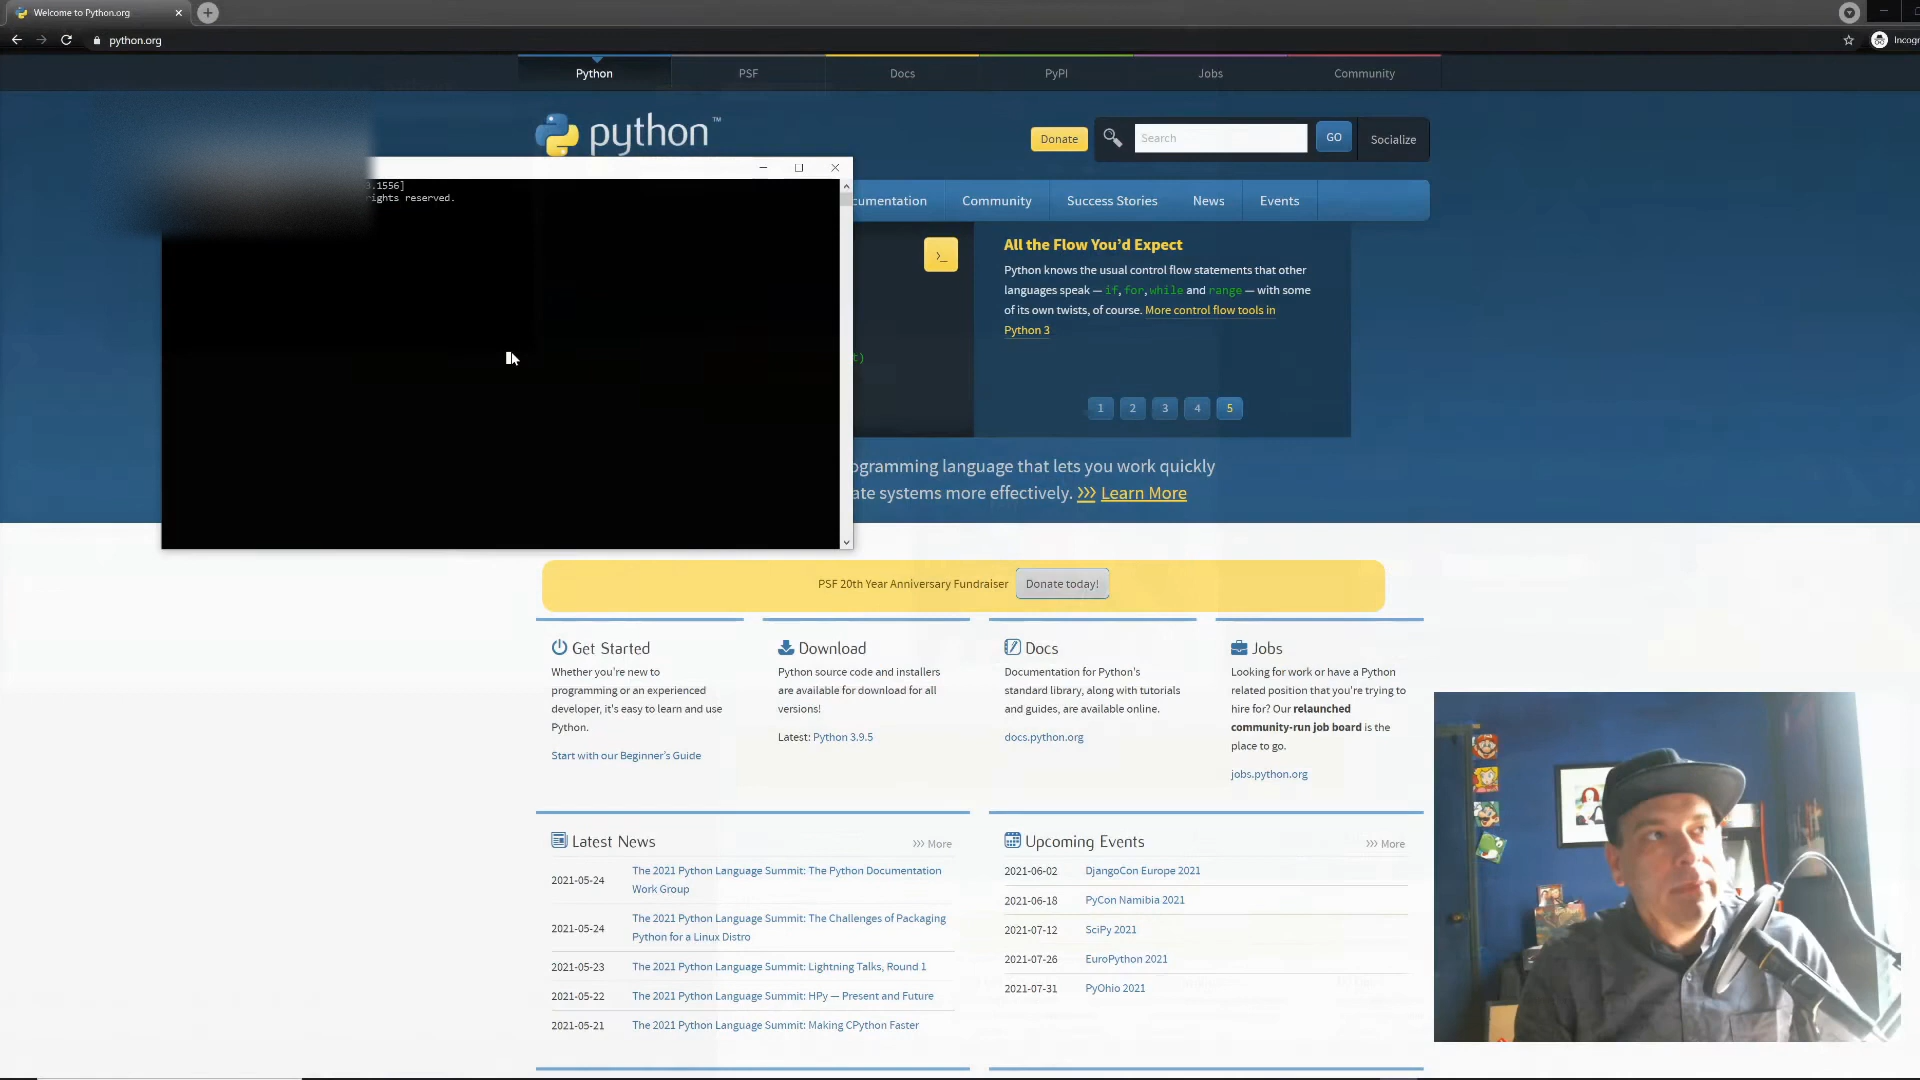 Welcome to Python.org
python.org
Python
PSF
Docs
PyPI
Jobs
Community
python™
Donate
Search
GO
Socialize
.1556]
rights reserved.
cumentation
Community
Success Stories
News
Events
>_
All the Flow You'd Expect
Python knows the usual control flow statements that other
languages speak — if, for, while and range — with some
of its own twists, of course. More control flow tools in
Python 3
t)
1 2 3 4 5
ogramming language that lets you work quickly
ate systems more effectively. >>> Learn More
PSF 20th Year Anniversary Fundraiser Donate today!
Get Started
Whether you're new to
programming or an experienced
developer, it's easy to learn and use
Python.
Start with our Beginner's Guide
Download
Python source code and installers
are available for download for all
versions!
Latest: Python 3.9.5
Docs
Documentation for Python's
standard library, along with tutorials
and guides, are available online.
docs.python.org
Jobs
Looking for work or have a Python
related position that you're trying to
hire for? Our relaunched
community-run job board is the
place to go.
jobs.python.org
Latest News
>>> More
2021-05-24 The 2021 Python Language Summit: The Python Documentation
Work Group
2021-05-24 The 2021 Python Language Summit: The Challenges of Packaging
Python for a Linux Distro
2021-05-23 The 2021 Python Language Summit: Lightning Talks, Round 1
2021-05-22 The 2021 Python Language Summit: HPy — Present and Future
2021-05-21 The 2021 Python Language Summit: Making CPython Faster
Upcoming Events
>>> More
2021-06-02 DjangoCon Europe 2021
2021-06-18 PyCon Namibia 2021
2021-07-12 SciPy 2021
2021-07-26 EuroPython 2021
2021-07-31 PyOhio 2021